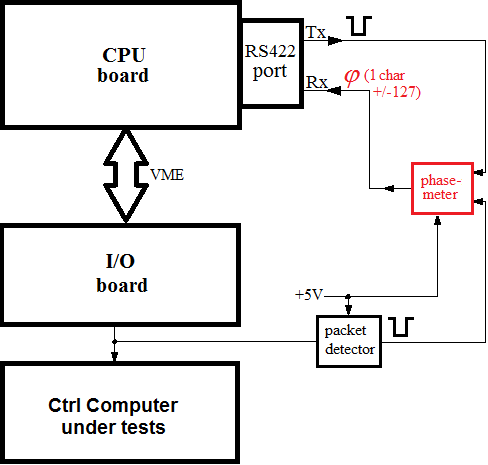 CPU
board
RS422
port
Tx
Rx
φ (1 char
+/-127)
VME
phase-
meter
I/O
board
+5V
packet
detector
Ctrl Computer
under tests